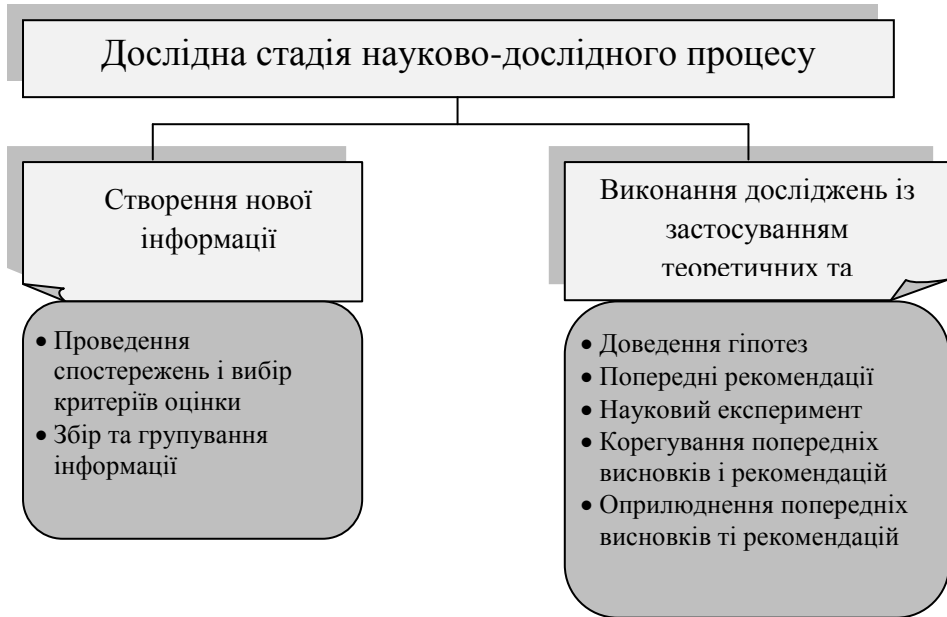 Дослідна стадія науково-дослідного процесу
Створення нової
інформації
• Проведення
спостережень і вибір
критеріїв оцінки
• Збір та групування
інформації
Виконання досліджень із
застосуванням
теоретичних та
• Доведення гіпотез
• Попередні рекомендації
• Науковий експеримент
• Корегування попередніх
висновків і рекомендацій
• Оприлюднення попередніх
висновків ті рекомендацій